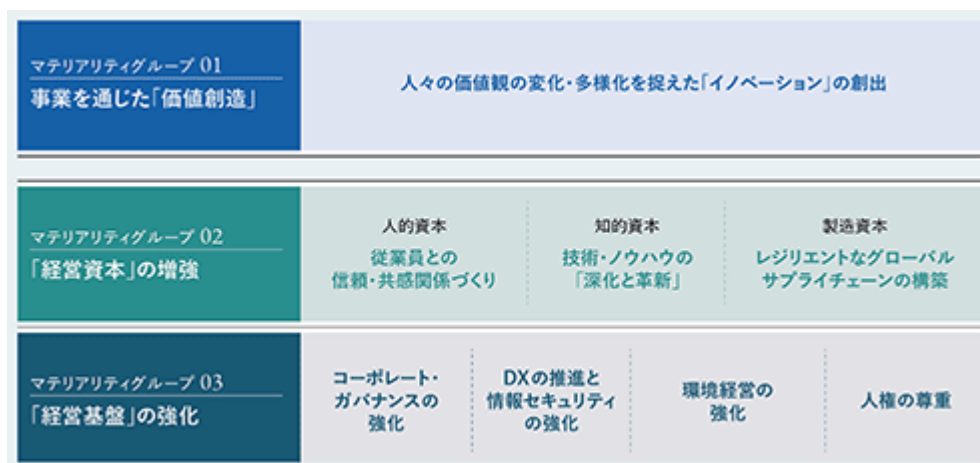 マテリアリティグループ 01
事業を通じた「価値創造」
人々の価値観の変化・多様化を捉えた「イノベーション」の創出
マテリアリティグループ 02
「経営資本」の増強
人的資本
従業員との
信頼・共感関係づくり
知的資本
技術・ノウハウの
「深化と革新」
製造資本
レジリエントなグローバル
サプライチェーンの構築
マテリアリティグループ 03
「経営基盤」の強化
コーポレート・
ガバナンスの
強化
DXの推進と
情報セキュリティ
の強化
環境経営の
強化
人権の尊重